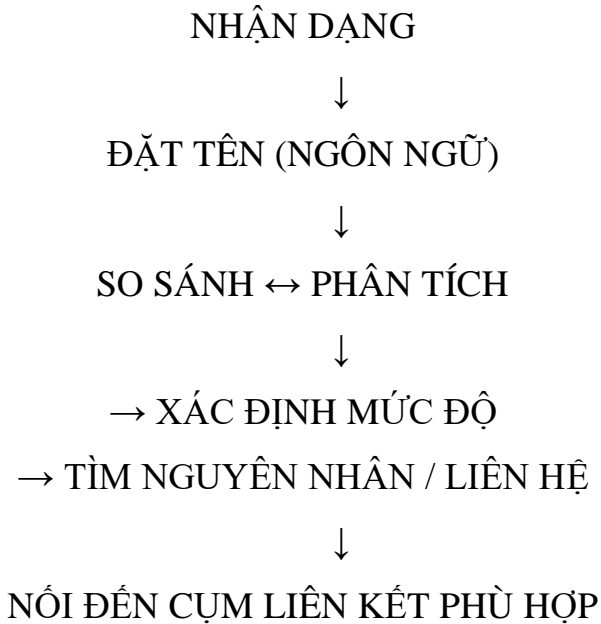 NHẬN DẠNG
↓
ĐẶT TÊN (NGÔN NGỮ)
↓
SO SÁNH ↔ PHÂN TÍCH
↓
→ XÁC ĐỊNH MỨC ĐỘ
→ TÌM NGUYÊN NHÂN / LIÊN HỆ
↓
NỐI ĐẾN CỤM LIÊN KẾT PHÙ HỢP